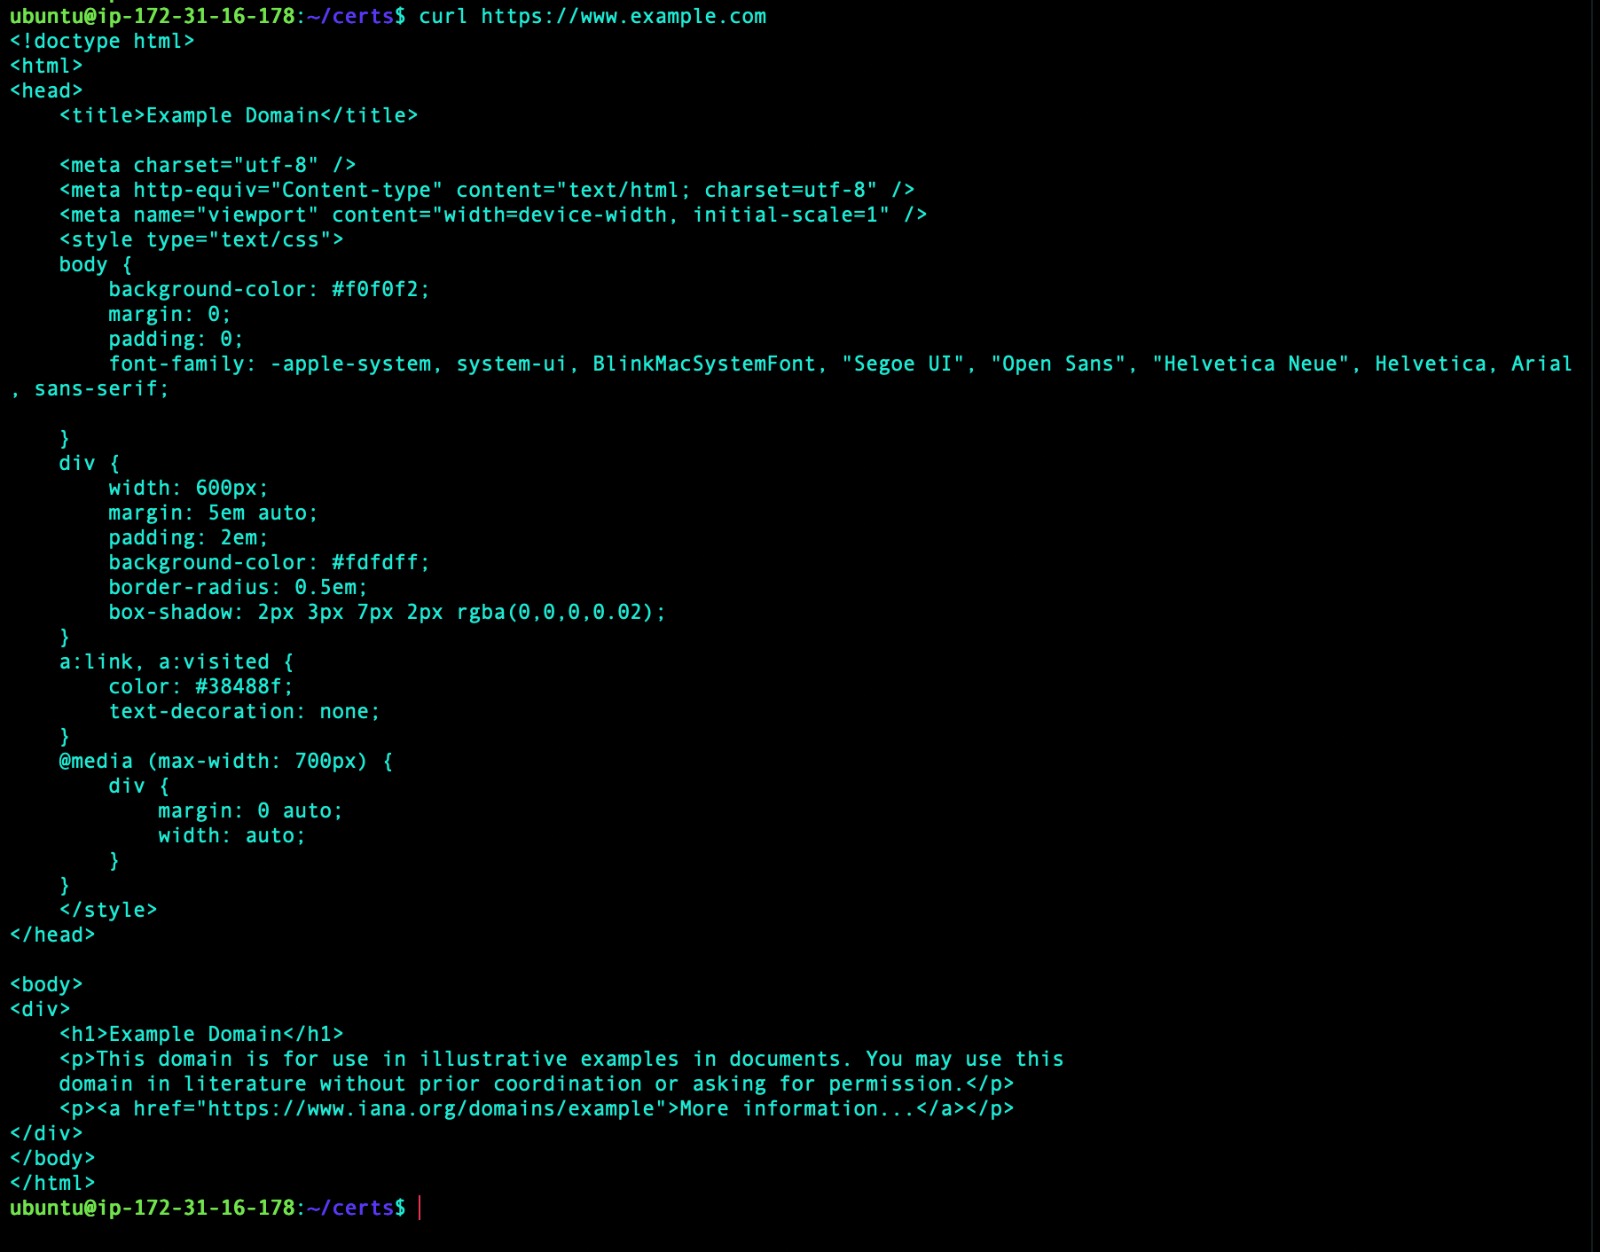 ubuntu@ip-172-31-16-178:~/certs$ curl https://www.example.com
<!doctype html>
<html>
<head>
    <title>Example Domain</title>

    <meta charset="utf-8" />
    <meta http-equiv="Content-type" content="text/html; charset=utf-8" />
    <meta name="viewport" content="width=device-width, initial-scale=1" />
    <style type="text/css">
    body {
        background-color: #f0f0f2;
        margin: 0;
        padding: 0;
        font-family: -apple-system, system-ui, BlinkMacSystemFont, "Segoe UI", "Open Sans", "Helvetica Neue", Helvetica, Arial
, sans-serif;

    }
    div {
        width: 600px;
        margin: 5em auto;
        padding: 2em;
        background-color: #fdfdff;
        border-radius: 0.5em;
        box-shadow: 2px 3px 7px 2px rgba(0,0,0,0.02);
    }
    a:link, a:visited {
        color: #38488f;
        text-decoration: none;
    }
    @media (max-width: 700px) {
        div {
            margin: 0 auto;
            width: auto;
        }
    }
    </style>
</head>

<body>
<div>
    <h1>Example Domain</h1>
    <p>This domain is for use in illustrative examples in documents. You may use this
    domain in literature without prior coordination or asking for permission.</p>
    <p><a href="https://www.iana.org/domains/example">More information...</a></p>
</div>
</body>
</html>
ubuntu@ip-172-31-16-178:~/certs$